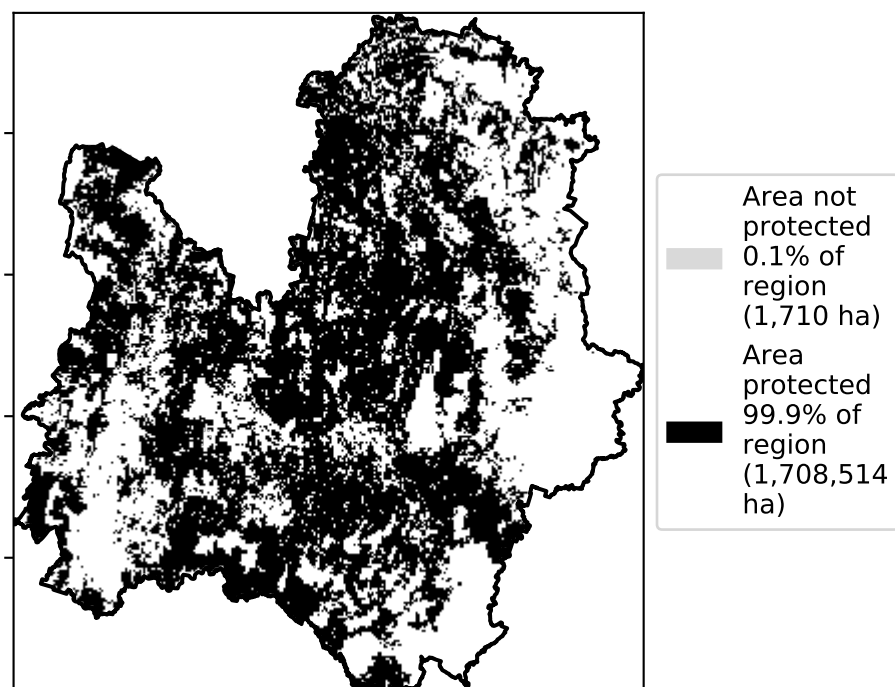 Area not
protected
0.1% of
region
(1,710 ha)
Area
protected
99.9% of
region
(1,708,514
ha)